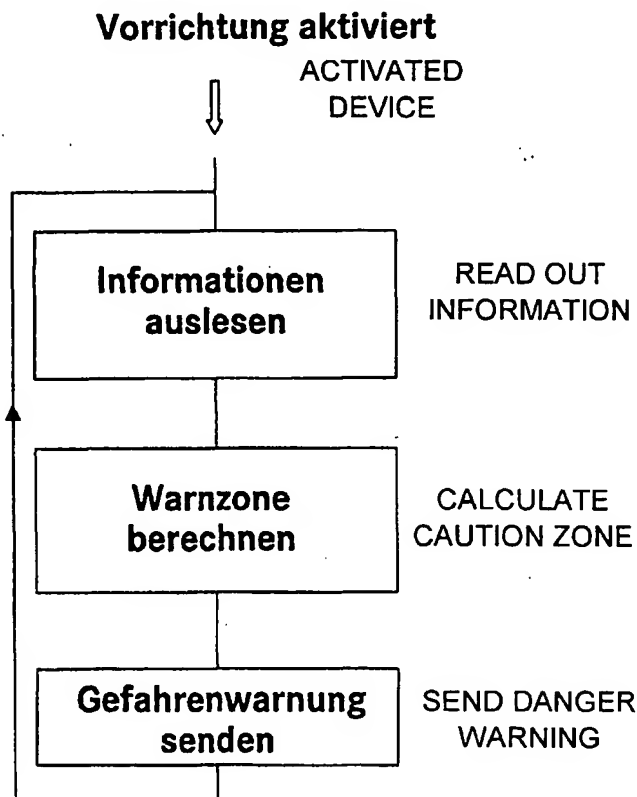 Vorrichtung aktiviert
ACTIVATED
DEVICE
Informationen
auslesen
READ OUT
INFORMATION
Warnzone
berechnen
CALCULATE
CAUTION ZONE
Gefahrenwarnung
senden
SEND DANGER
WARNING